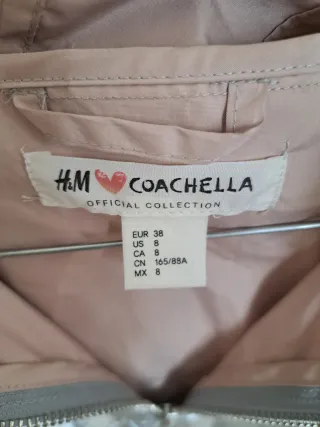 H&M COACHELLA
OFFICIAL COLLECTION
EUR 38
US 8
CA 8
CN 165/88A
MX 8